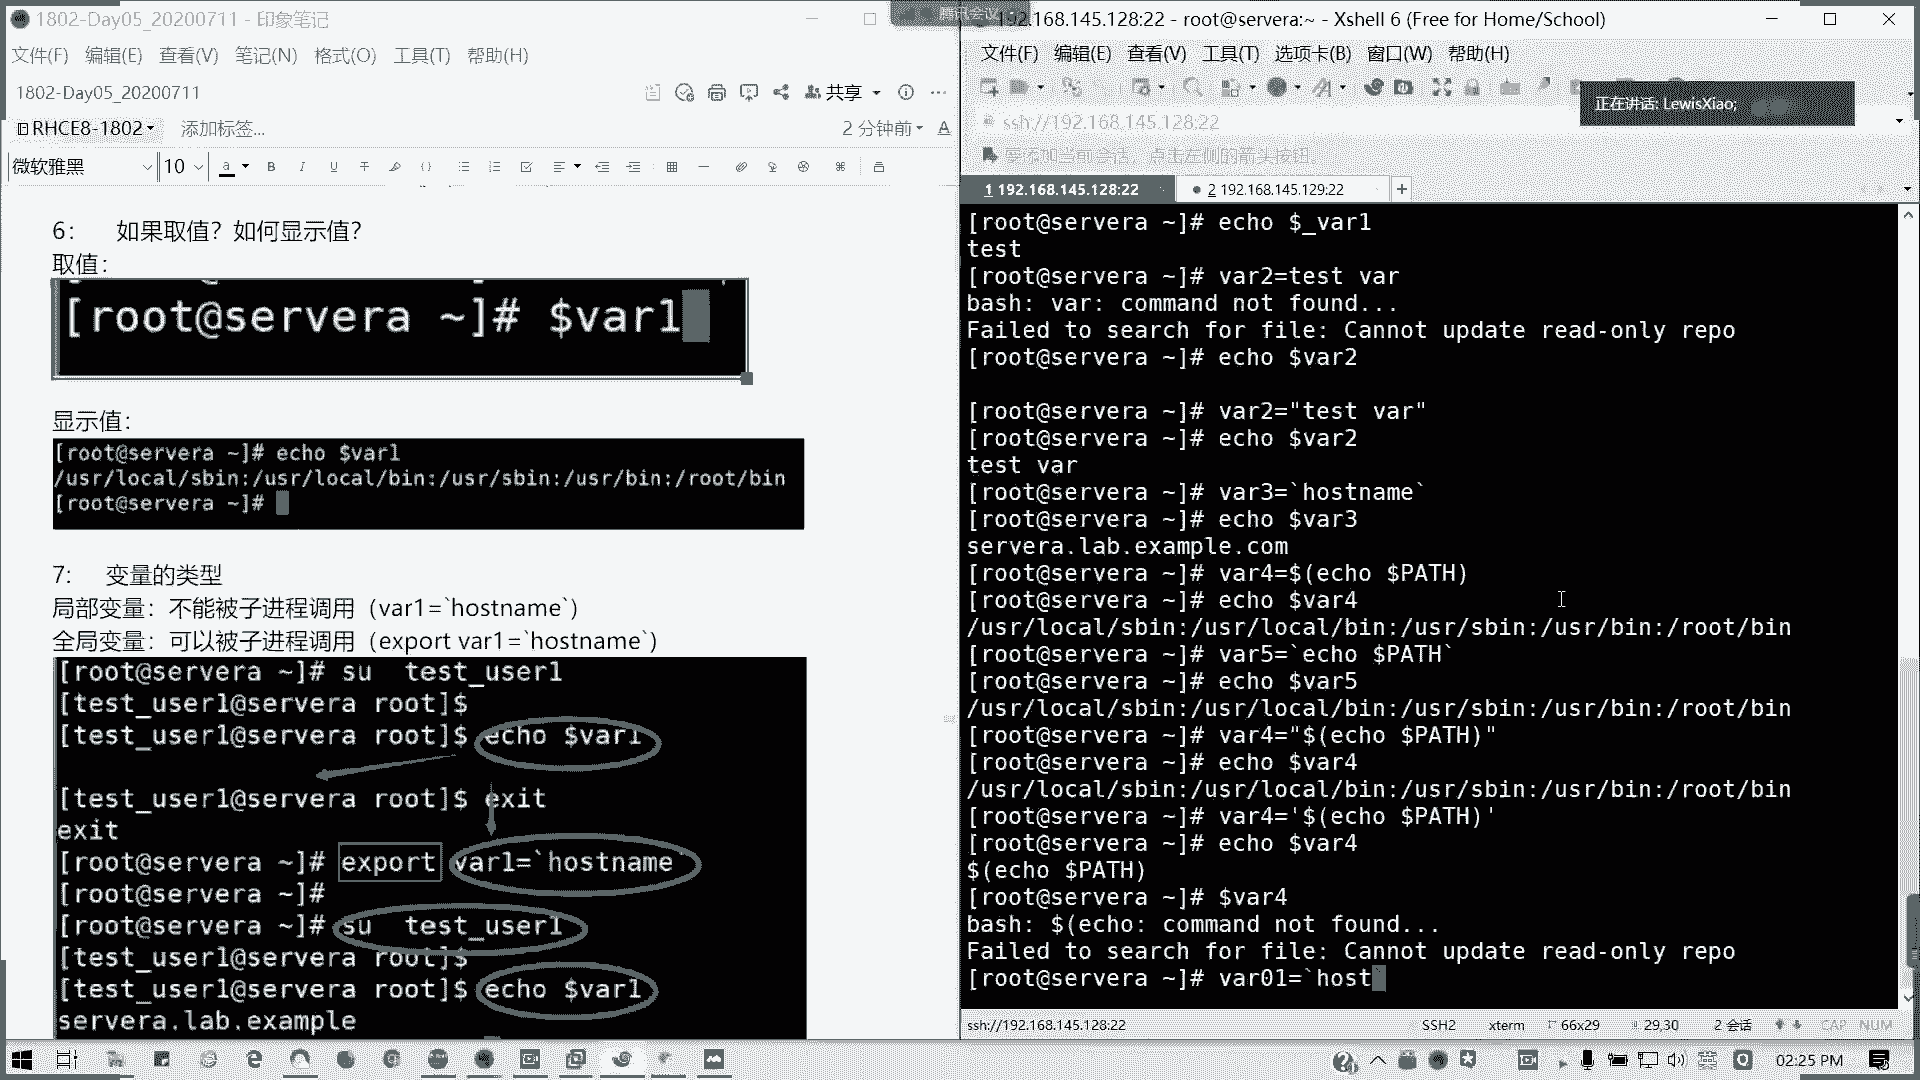 1802-Day05_20200711 - 印象笔记
文件(F) 编辑(E) 查看(V) 笔记(N) 格式(O) 工具(T) 帮助(H)
1802-Day05_20200711
共享
RHCE8-1802
添加标签...
2 分钟前
微软雅黑
10
6： 如果取值？如何显示值？
取值：
[root@servera ~]# $var1
显示值：
[root@servera ~]# echo $var1
/usr/local/sbin:/usr/local/bin:/usr/sbin:/usr/bin:/root/bin
[root@servera ~]#
7: 变量的类型
局部变量：不能被子进程调用（var1=`hostname`）
全局变量：可以被子进程调用（export var1=`hostname`）
[root@servera ~]# su  test_user1
[test_user1@servera root]$
[test_user1@servera root]$ echo $var1
[test_user1@servera root]$ exit
exit
[root@servera ~]# export var1=`hostname`
[root@servera ~]#
[root@servera ~]# su  test_user1
[test_user1@servera root]$
[test_user1@servera root]$ echo $var1
servera.lab.example
腾讯会议
192.168.145.128:22 - root@servera:~ - Xshell 6 (Free for Home/School)
文件(F) 编辑(E) 查看(V) 工具(T) 选项卡(B) 窗口(W) 帮助(H)
正在讲话: LewisXiao;
ssh://192.168.145.128:22
要添加当前会话，点击左侧的箭头按钮。
1 192.168.145.128:22
2 192.168.145.129:22
[root@servera ~]# echo $_var1
test
[root@servera ~]# var2=test var
bash: var: command not found...
Failed to search for file: Cannot update read-only repo
[root@servera ~]# echo $var2
[root@servera ~]# var2="test var"
[root@servera ~]# echo $var2
test var
[root@servera ~]# var3=`hostname`
[root@servera ~]# echo $var3
servera.lab.example.com
[root@servera ~]# var4=$(echo $PATH)
[root@servera ~]# echo $var4
/usr/local/sbin:/usr/local/bin:/usr/sbin:/usr/bin:/root/bin
[root@servera ~]# var5=`echo $PATH`
[root@servera ~]# echo $var5
/usr/local/sbin:/usr/local/bin:/usr/sbin:/usr/bin:/root/bin
[root@servera ~]# var4="$(echo $PATH)"
[root@servera ~]# echo $var4
/usr/local/sbin:/usr/local/bin:/usr/sbin:/usr/bin:/root/bin
[root@servera ~]# var4='$(echo $PATH)'
[root@servera ~]# echo $var4
$(echo $PATH)
[root@servera ~]# $var4
bash: $(echo: command not found...
Failed to search for file: Cannot update read-only repo
[root@servera ~]# var01=`host`
ssh://192.168.145.128:22
SSH2
xterm
66x29
29,30
2 会话
CAP NUM
02:25 PM